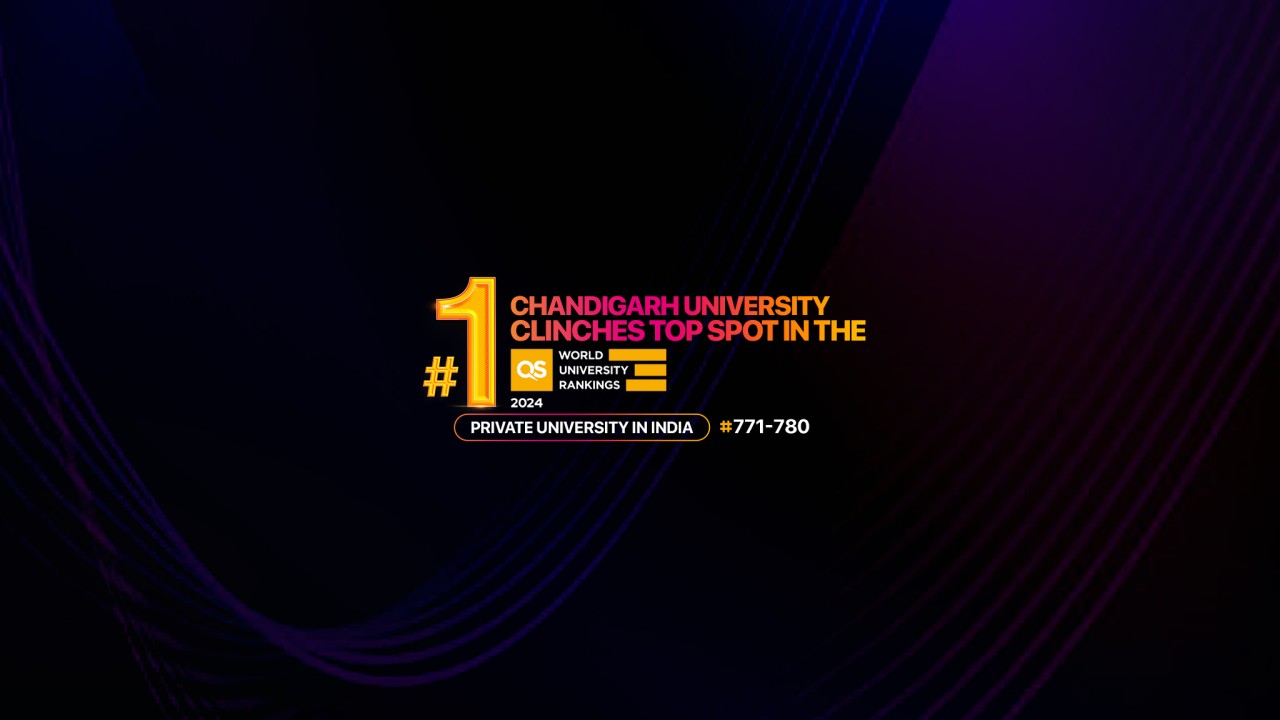 #1
CHANDIGARH UNIVERSITY
CLINCHES TOP SPOT IN THE
QS
WORLD
UNIVERSITY
RANKINGS
2024
PRIVATE UNIVERSITY IN INDIA #771-780